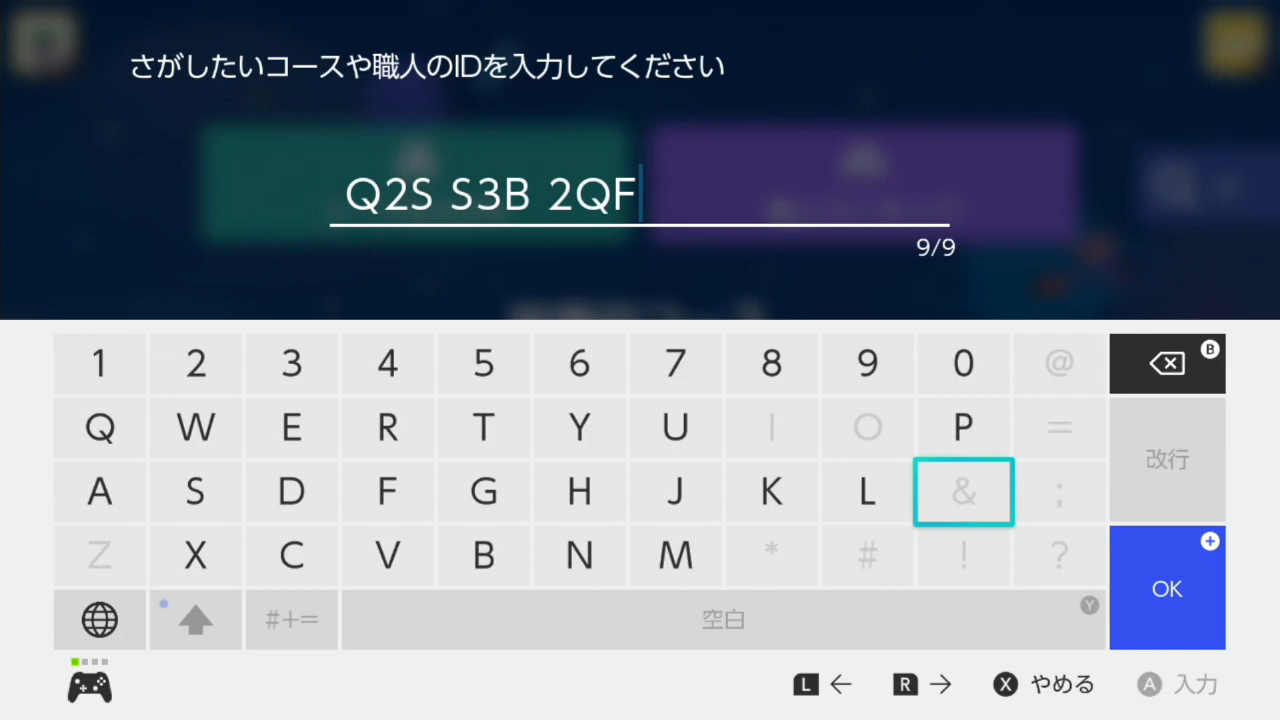 さがしたいコースや職人のIDを入力してください
Q2S S3B 2QF
9/9
1 2 3 4 5 6 7 8 9 0 @ B
Q W E R T Y U I O P = 改行
A S D F G H J K L & ;
Z X C V B N M * # ! ? + OK
#+= 空白 Y
L ← R → X やめる A 入力